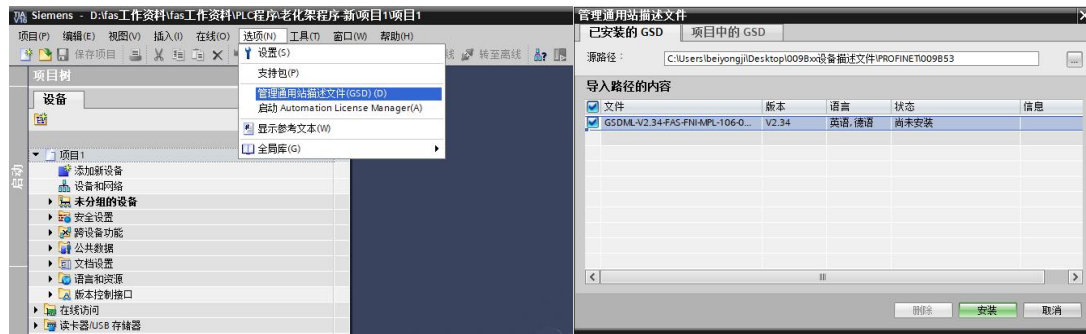 Siemens - D:\fas工作资料\fas工作资料\PLC程序\老化架程序-新\项目1\项目1
项目(P) 编辑(E) 视图(V) 插入(I) 在线(O) 选项(N) 工具(T) 窗口(W) 帮助(H)
保存项目
转至离线
设置(S)
支持包(P)
管理通用站描述文件(GSD)(D)
启动 Automation License Manager(A)
显示参考文本(W)
全局库(G)
项目树
设备
启动
项目1
添加新设备
设备和网络
未分组的设备
安全设置
跨设备功能
公共数据
文档设置
语言和资源
版本控制接口
在线访问
读卡器/USB 存储器
管理通用站描述文件
已安装的 GSD 项目中的 GSD
源路径: C:\Users\beiyongji\Desktop\009Bxx\设备描述文件\PROFINET\009B53
导入路径的内容
文件 版本 语言 状态 信息
GSDML-V2.34-FAS-FNI-MPL-106-0... V2.34 英语, 德语 尚未安装
删除 安装 取消